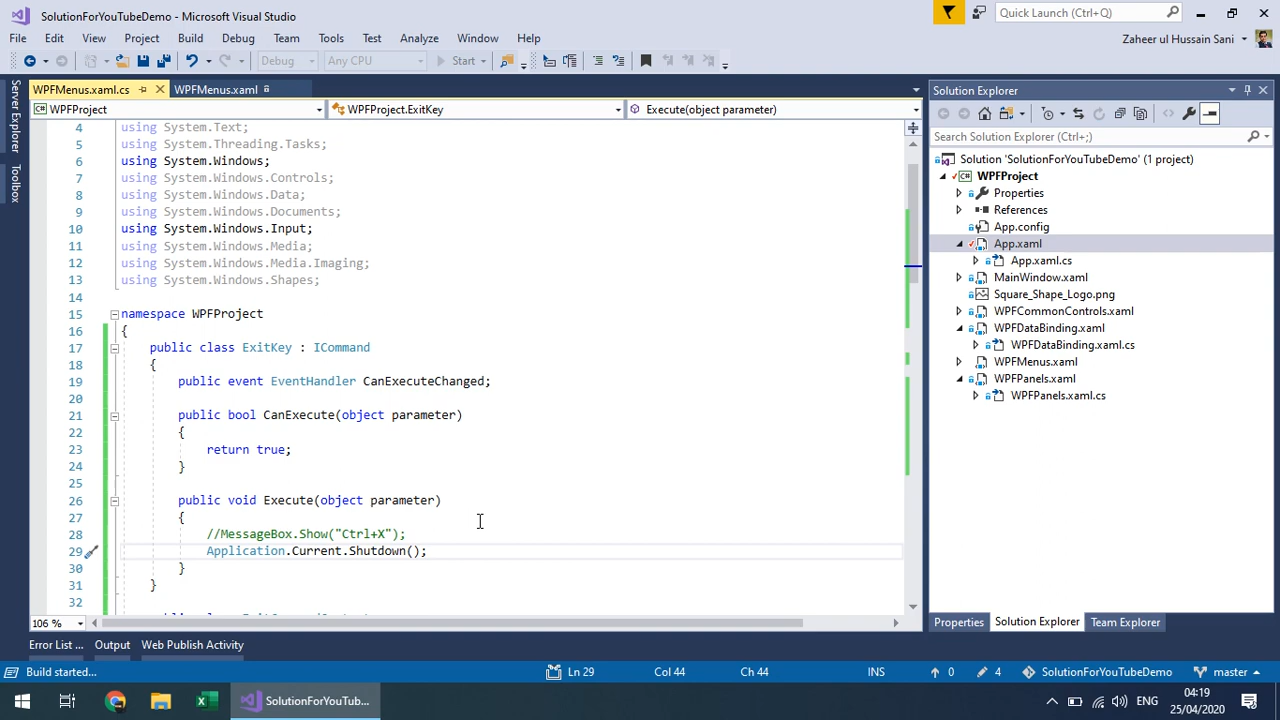 SolutionForYouTubeDemo - Microsoft Visual Studio
Quick Launch (Ctrl+Q)
File Edit View Project Build Debug Team Tools Test Analyze Window Help
Zaheer ul Hussain Sani
Debug Any CPU Start
WPFMenus.xaml.cs WPFMenus.xaml
WPFProject WPFProject.ExitKey Execute(object parameter)
Server Explorer
Toolbox
4 using System.Text;
5 using System.Threading.Tasks;
6 using System.Windows;
7 using System.Windows.Controls;
8 using System.Windows.Data;
9 using System.Windows.Documents;
10 using System.Windows.Input;
11 using System.Windows.Media;
12 using System.Windows.Media.Imaging;
13 using System.Windows.Shapes;
14
15 namespace WPFProject
16 {
17 public class ExitKey : ICommand
18 {
19 public event EventHandler CanExecuteChanged;
20
21 public bool CanExecute(object parameter)
22 {
23 return true;
24 }
25
26 public void Execute(object parameter)
27 {
28 //MessageBox.Show("Ctrl+X");
29 Application.Current.Shutdown();
30 }
31 }
32
106 %
Solution Explorer
Search Solution Explorer (Ctrl+;)
Solution 'SolutionForYouTubeDemo' (1 project)
WPFProject
Properties
References
App.config
App.xaml
App.xaml.cs
MainWindow.xaml
Square_Shape_Logo.png
WPFCommonControls.xaml
WPFDataBinding.xaml
WPFDataBinding.xaml.cs
WPFMenus.xaml
WPFPanels.xaml
WPFPanels.xaml.cs
Properties Solution Explorer Team Explorer
Error List ... Output Web Publish Activity
Build started... Ln 29 Col 44 Ch 44 INS 0 4 SolutionForYouTubeDemo master
SolutionForYouTub... ENG 04:19
25/04/2020